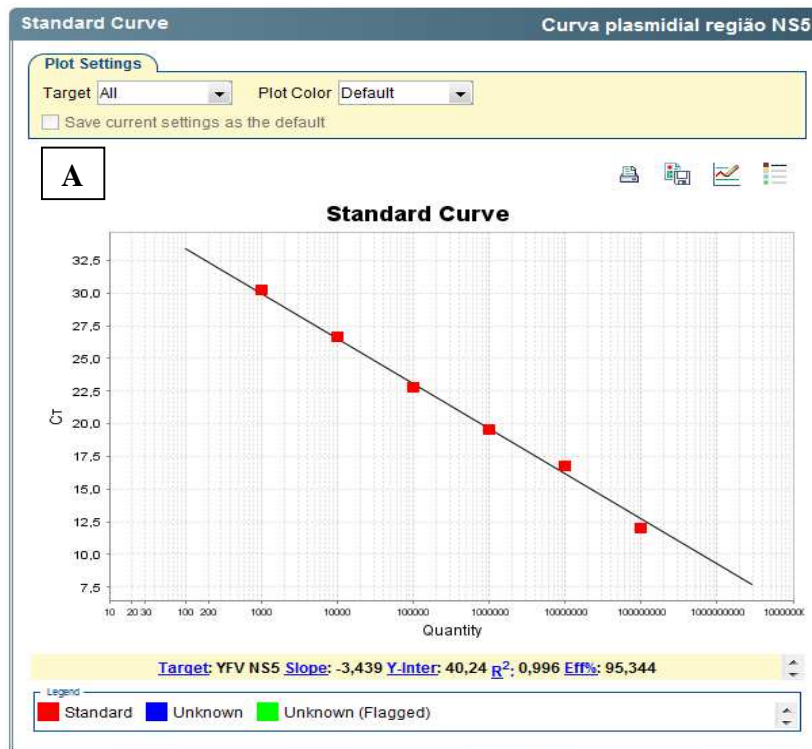 Standard Curve Curva plasmidial região NS5
Plot Settings
Target All Plot Color Default
Save current settings as the default
A
Standard Curve
32,5
30,0
27,5
25,0
22,5
20,0
17,5
15,0
12,5
10,0
7,5
CT
10 20 30 100 200 1000 10000 100000 1000000 10000000 100000000 1000000000 10000000
Quantity
Target: YFV NS5 Slope: -3,439 Y-Inter: 40,24 R²: 0,996 Eff%: 95,344
Legend
Standard Unknown Unknown (Flagged)